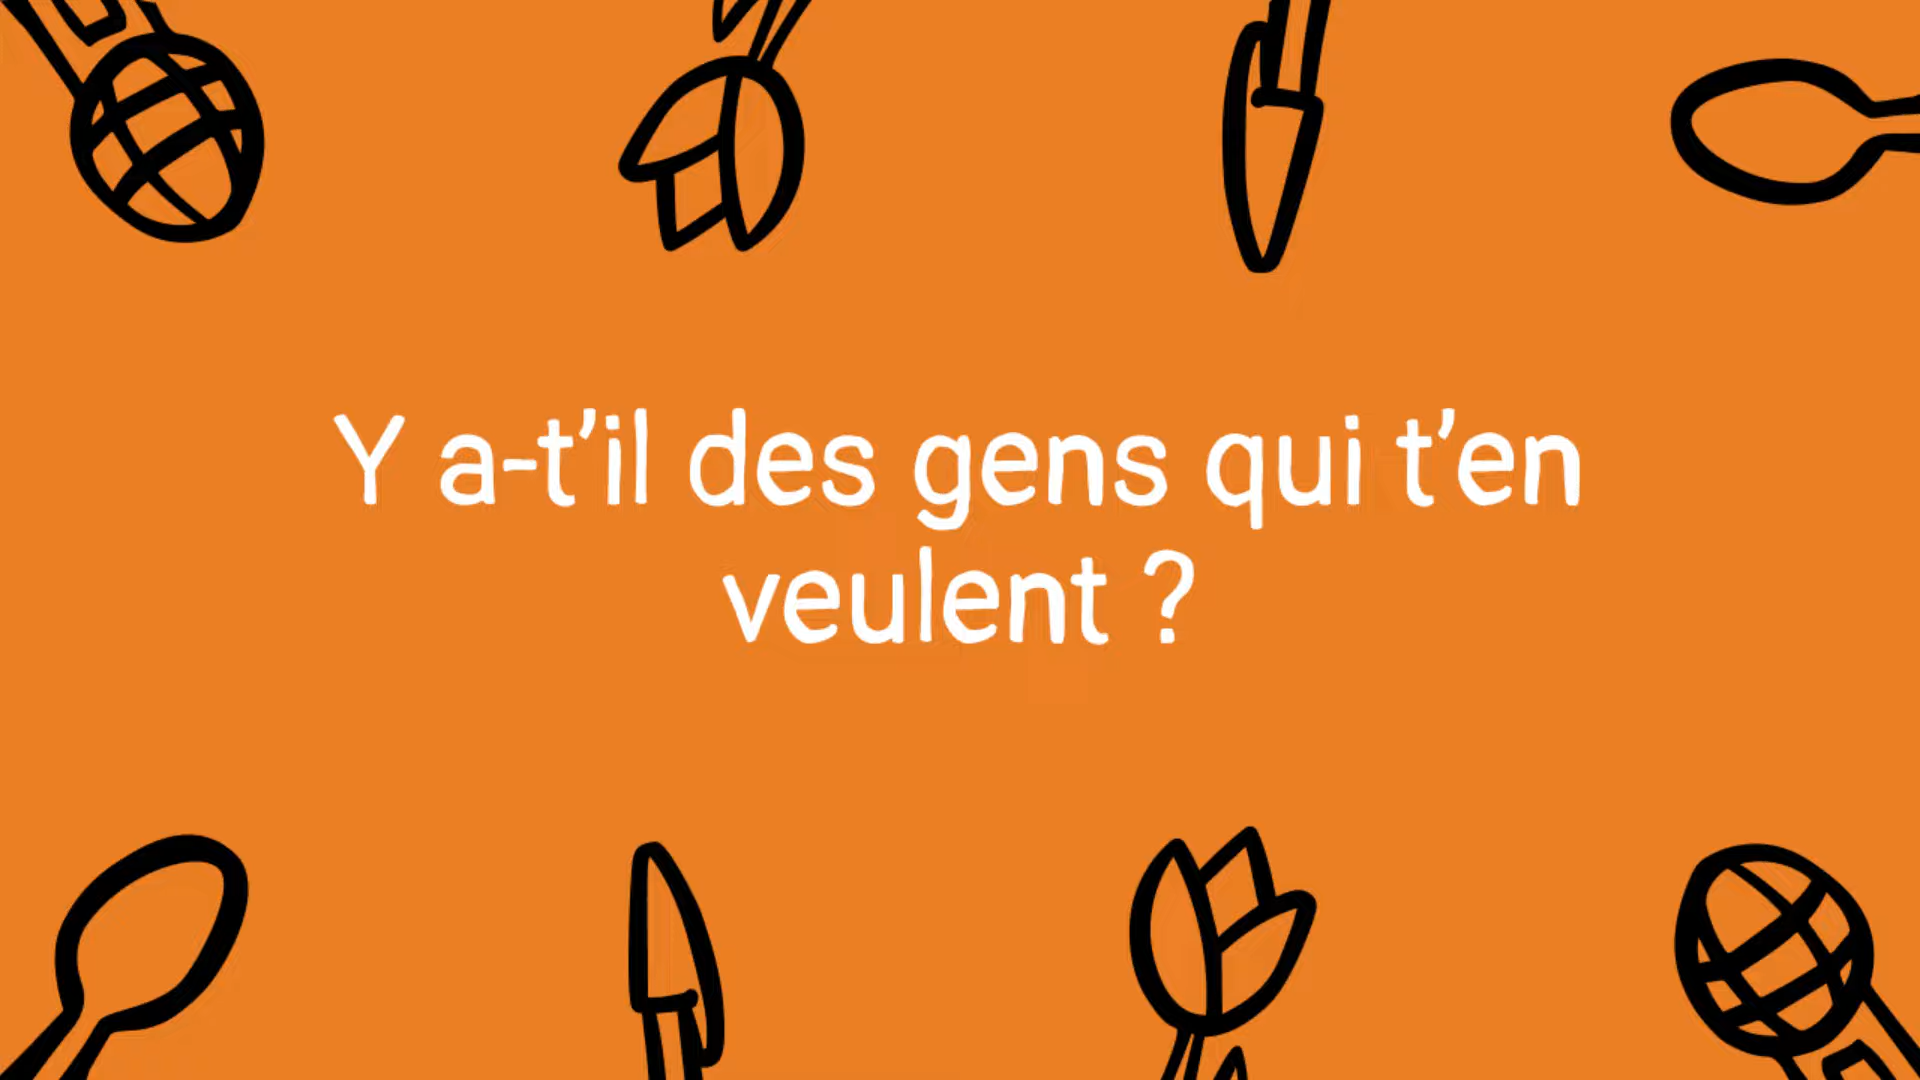 Y a-t’il des gens qui t’en
veulent ?